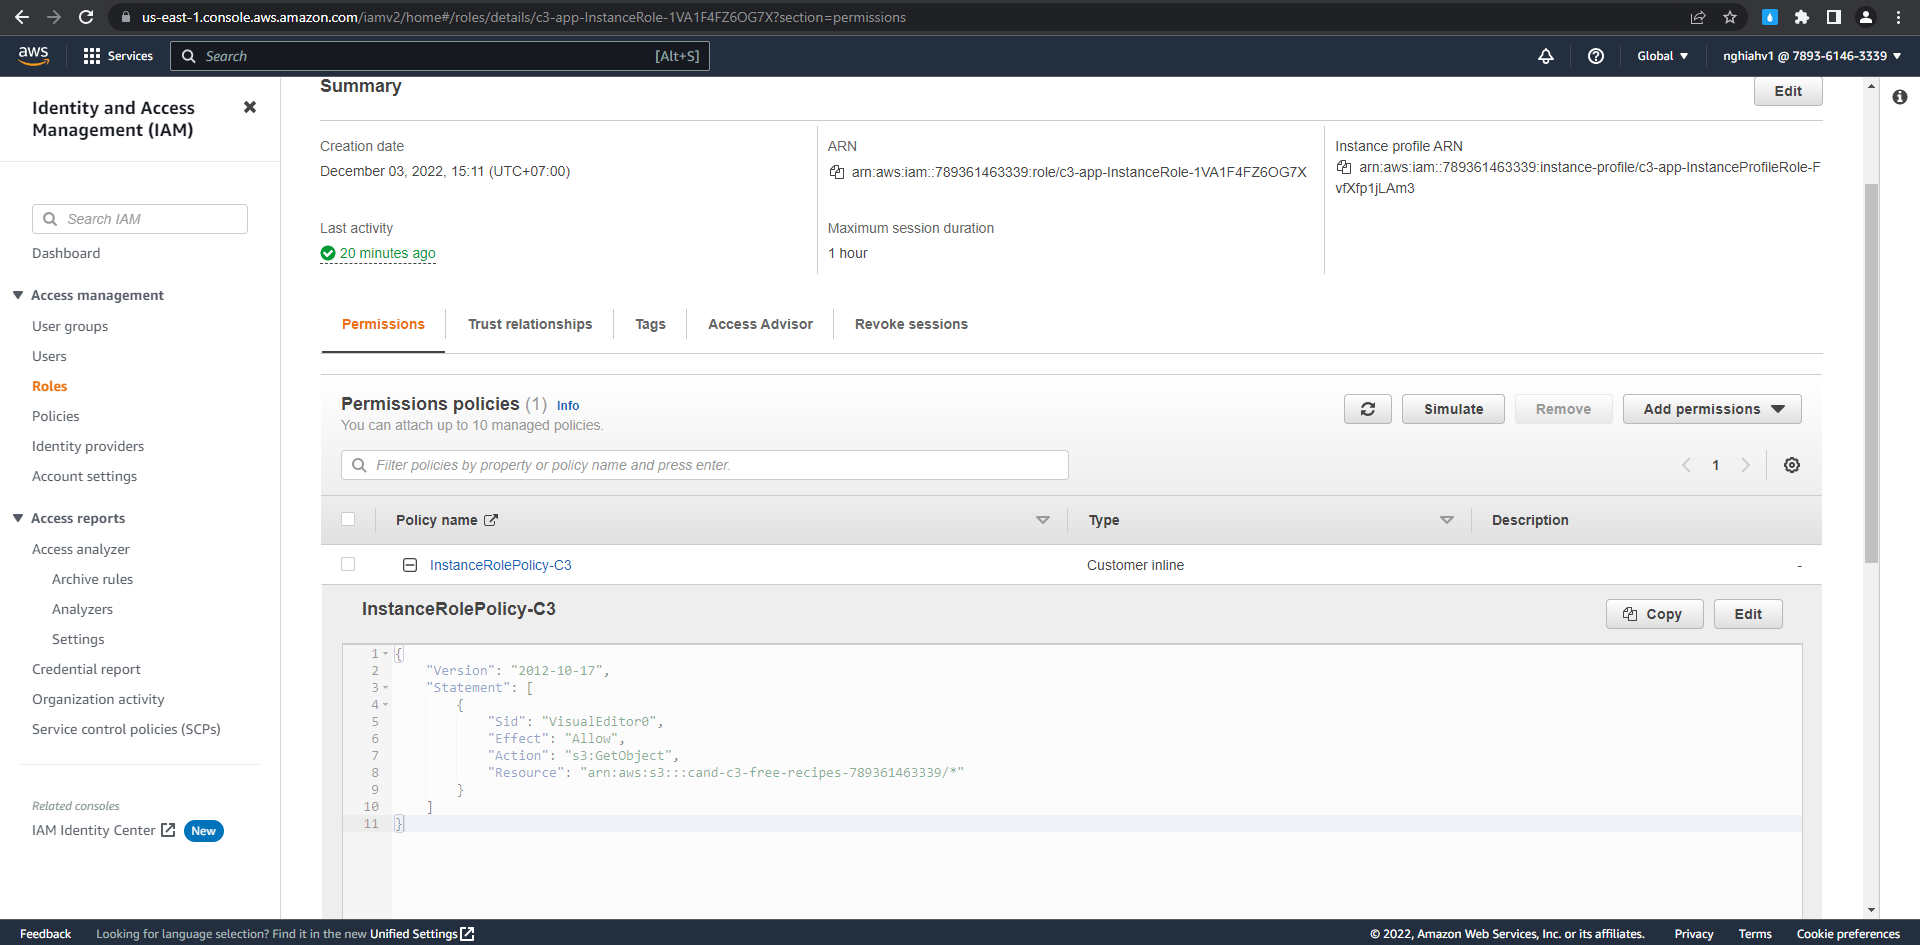 us-east-1.console.aws.amazon.com/iamv2/home#/roles/details/c3-app-InstanceRole-1VA1F4FZ6OG7X?section=permissions
aws
Services
Search
[Alt+S]
Global
nghiahv1 @ 7893-6146-3339
Identity and Access
Management (IAM)
Search IAM
Dashboard
Access management
User groups
Users
Roles
Policies
Identity providers
Account settings
Access reports
Access analyzer
Archive rules
Analyzers
Settings
Credential report
Organization activity
Service control policies (SCPs)
Related consoles
IAM Identity Center
New
Summary
Edit
Creation date
December 03, 2022, 15:11 (UTC+07:00)
ARN
arn:aws:iam::789361463339:role/c3-app-InstanceRole-1VA1F4FZ6OG7X
Instance profile ARN
arn:aws:iam::789361463339:instance-profile/c3-app-InstanceProfileRole-F
vfXfp1jLAm3
Last activity
20 minutes ago
Maximum session duration
1 hour
Permissions
Trust relationships
Tags
Access Advisor
Revoke sessions
Permissions policies (1) Info
You can attach up to 10 managed policies.
Simulate
Remove
Add permissions
Filter policies by property or policy name and press enter.
1
Policy name
Type
Description
InstanceRolePolicy-C3
Customer inline
-
InstanceRolePolicy-C3
Copy
Edit
1 {
2 "Version": "2012-10-17",
3 "Statement": [
4 {
5 "Sid": "VisualEditor0",
6 "Effect": "Allow",
7 "Action": "s3:GetObject",
8 "Resource": "arn:aws:s3:::cand-c3-free-recipes-789361463339/*"
9 }
10 ]
11 }
Feedback
Looking for language selection? Find it in the new Unified Settings
© 2022, Amazon Web Services, Inc. or its affiliates.
Privacy
Terms
Cookie preferences